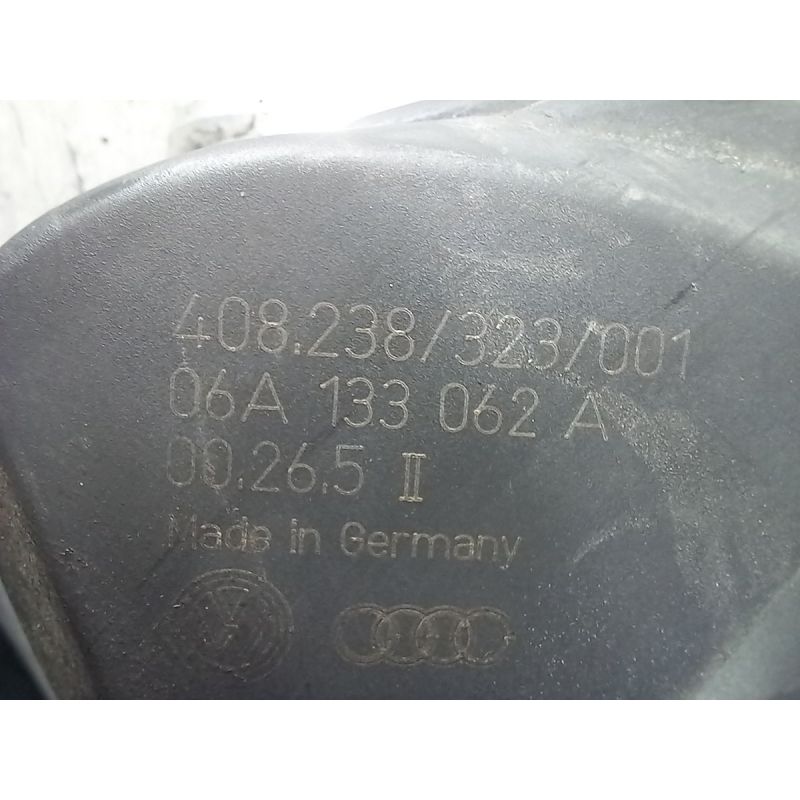 408.238/323/001
06A 133 062 A
00.26.5 II
Made in Germany